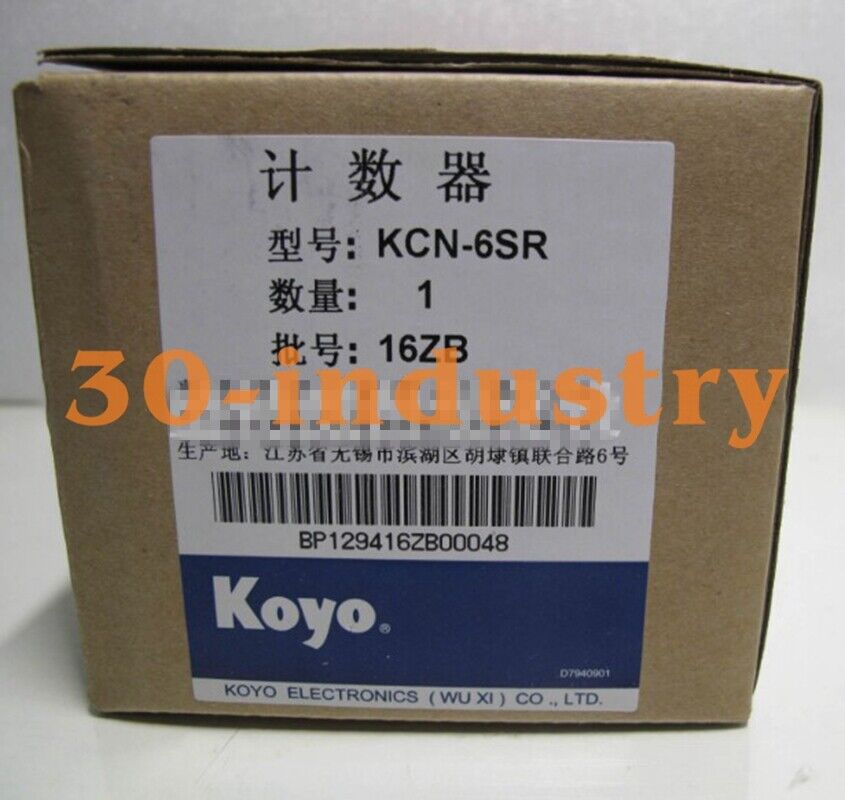 计数器
型号: KCN-6SR
数量: 1
批号: 16ZB
30-industry
生产地: 江苏省无锡市滨湖区胡埭镇联合路6号
BP129416ZB00048
Koyo®
D7940901
KOYO ELECTRONICS (WU XI) CO., LTD.